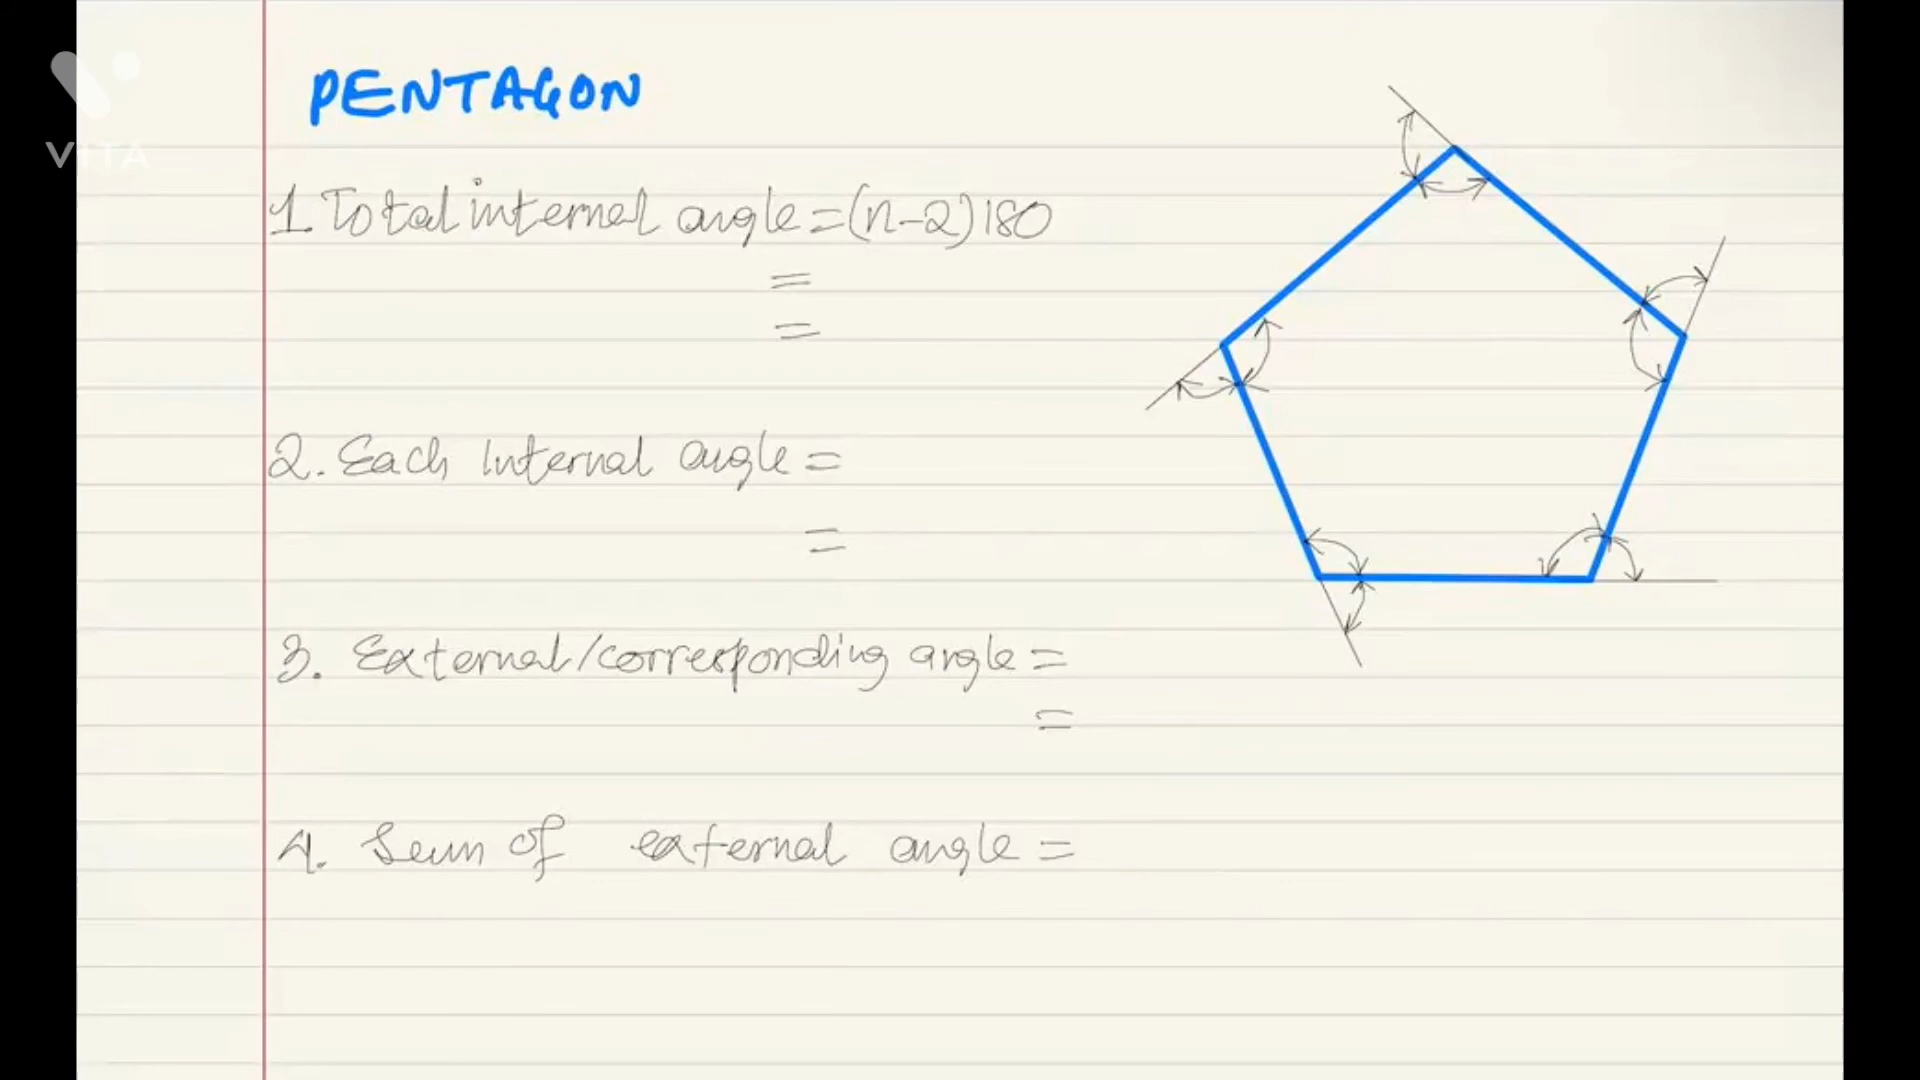 VITA
PENTAGON
1. Total internal angle = (n-2)180
=
=
2. Each Internal angle =
=
3. External/corresponding angle =
=
4. Sum of external angle =